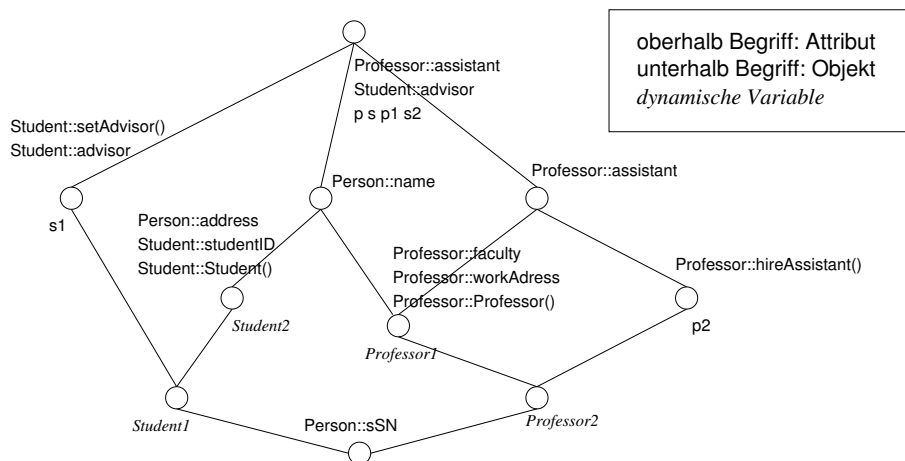 oberhalb Begriff: Attribut
unterhalb Begriff: Objekt
dynamische Variable
Professor::assistant
Student::advisor
p s p1 s2
Student::setAdvisor()
Student::advisor
s1
Person::name
Professor::assistant
Person::address
Student::studentID
Student::Student()
Student2
Professor::faculty
Professor::workAdress
Professor::Professor()
Professor1
Professor::hireAssistant()
p2
Student1
Person::sSN
Professor2